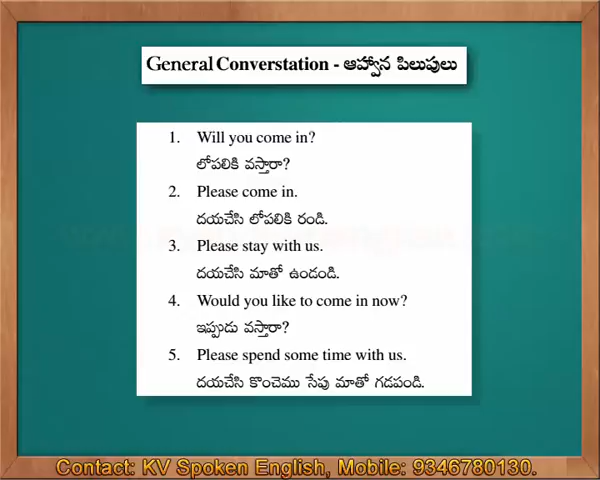 General Converstation - ఆహ్వాన పిలుపులు
1. Will you come in?
లోపలికి వస్తారా?
2. Please come in.
దయచేసి లోపలికి రండి.
3. Please stay with us.
దయచేసి మాతో ఉండండి.
4. Would you like to come in now?
ఇప్పుడు వస్తారా?
5. Please spend some time with us.
దయచేసి కొంచెము సేపు మాతో గడపండి.
Contact: KV Spoken English, Mobile: 9346780130.